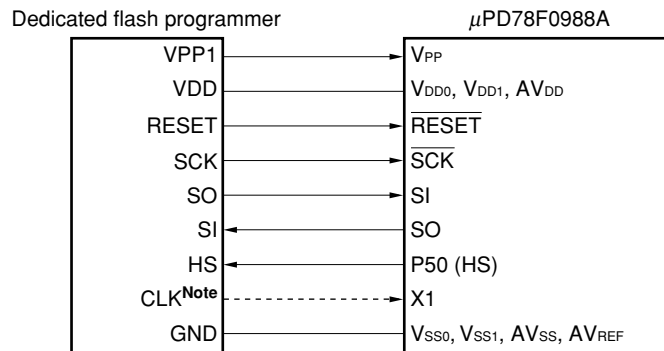 Dedicated flash programmer μPD78F0988A
VPP1 VPP
VDD VDD0, VDD1, AVDD
RESET RESET
SCK SCK
SO SI
SI SO
HS P50 (HS)
CLKNote X1
GND VSS0, VSS1, AVSS, AVREF